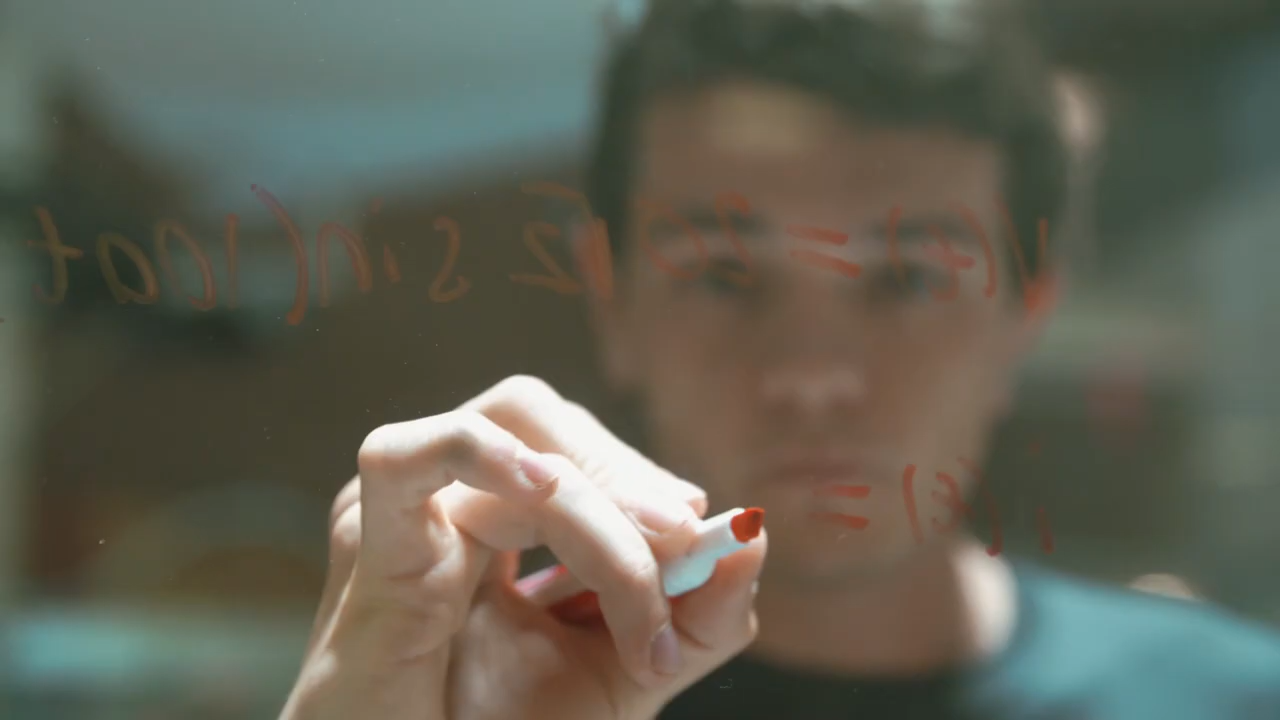 V(t) = 20 √2 sin(100t
i(t) =